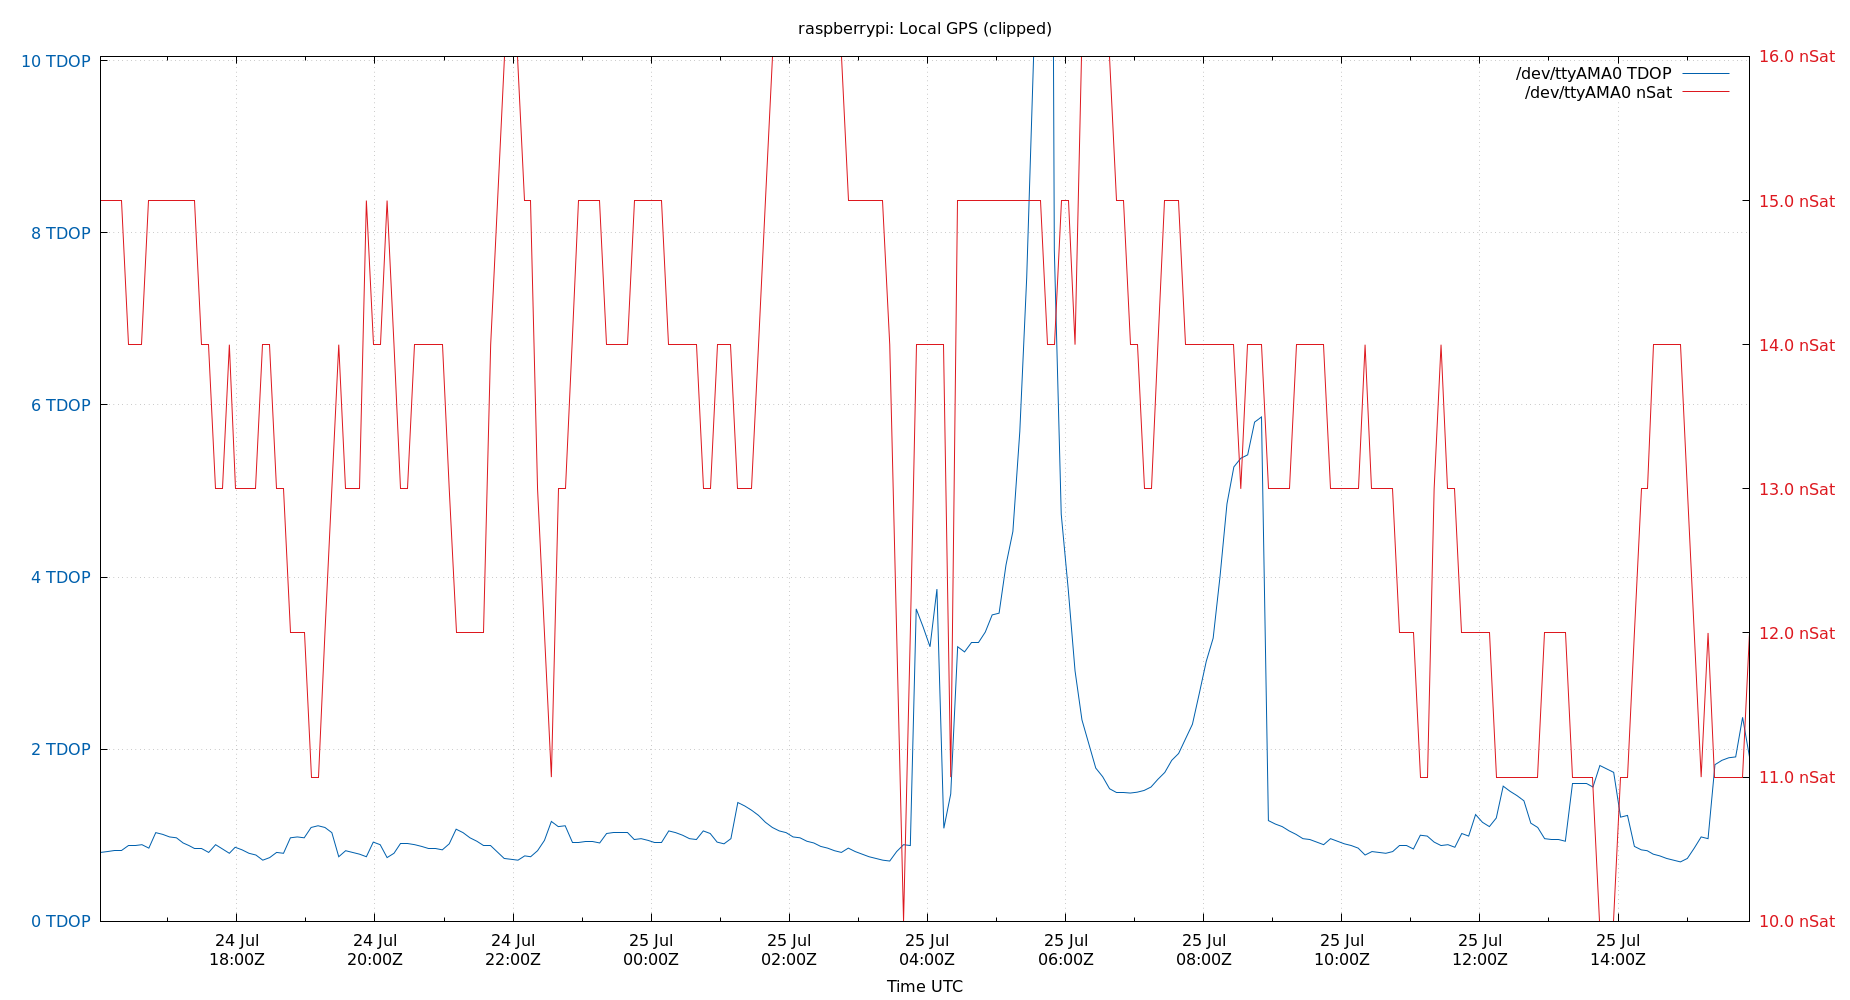 raspberrypi: Local GPS (clipped)
10 TDOP
8 TDOP
6 TDOP
4 TDOP
2 TDOP
0 TDOP
16.0 nSat
15.0 nSat
14.0 nSat
13.0 nSat
12.0 nSat
11.0 nSat
10.0 nSat
/dev/ttyAMA0 TDOP
/dev/ttyAMA0 nSat
24 Jul
18:00Z
24 Jul
20:00Z
24 Jul
22:00Z
25 Jul
00:00Z
25 Jul
02:00Z
25 Jul
04:00Z
25 Jul
06:00Z
25 Jul
08:00Z
25 Jul
10:00Z
25 Jul
12:00Z
25 Jul
14:00Z
Time UTC